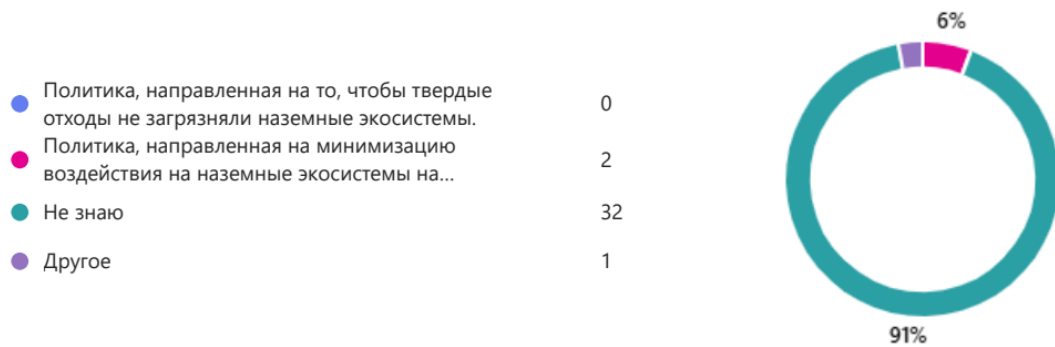 6%
Политика, направленная на то, чтобы твердые
отходы не загрязняли наземные экосистемы.
0
Политика, направленная на минимизацию
воздействия на наземные экосистемы на...
2
Не знаю
32
Другое
1
91%